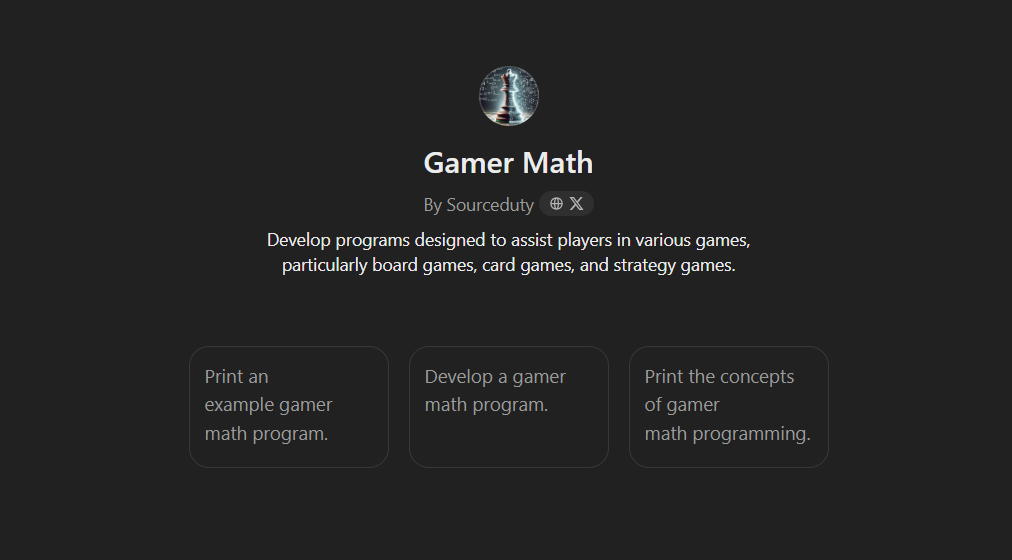 Gamer Math
By Sourceduty
Develop programs designed to assist players in various games,
particularly board games, card games, and strategy games.
Print an
example gamer
math program.
Develop a gamer
math program.
Print the concepts
of gamer
math programming.